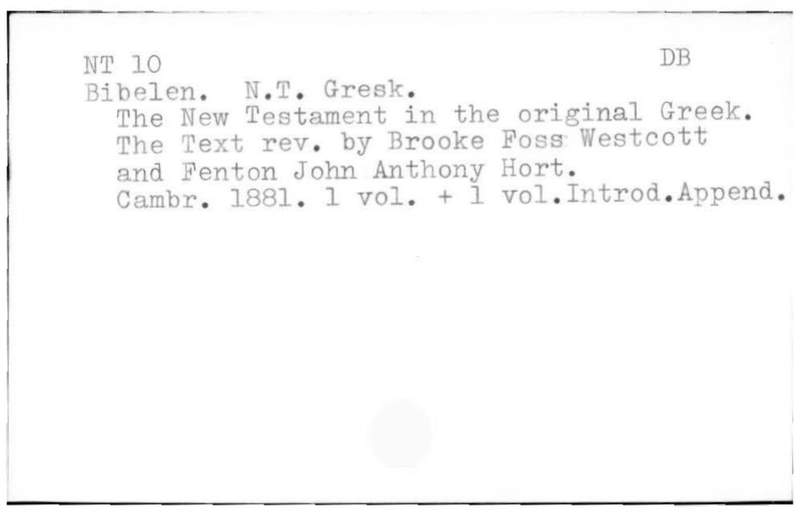 NT 10 DB
Bibelen. N.T. Gresk.
The New Testament in the original Greek.
The Text rev. by Brooke Foss Westcott
and Fenton John Anthony Hort.
Cambr. 1881. 1 vol. + 1 vol.Introd.Append.